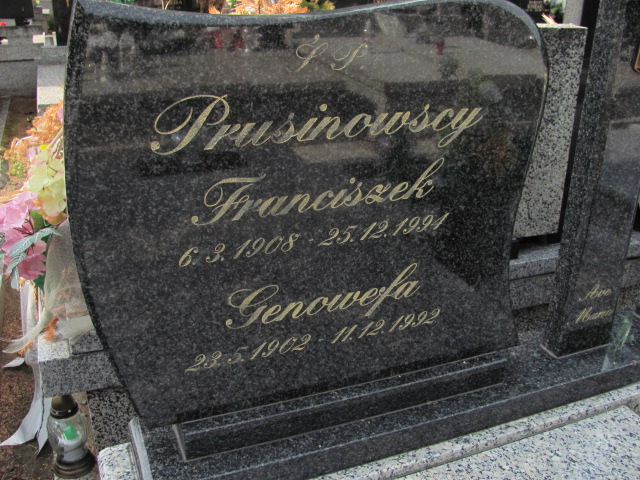 Ś P
Prusinowscy
Franciszek
6.3.1908 - 25.12.1994
Genowefa
23.5.1902 - 11.12.1992
Ave
Maria